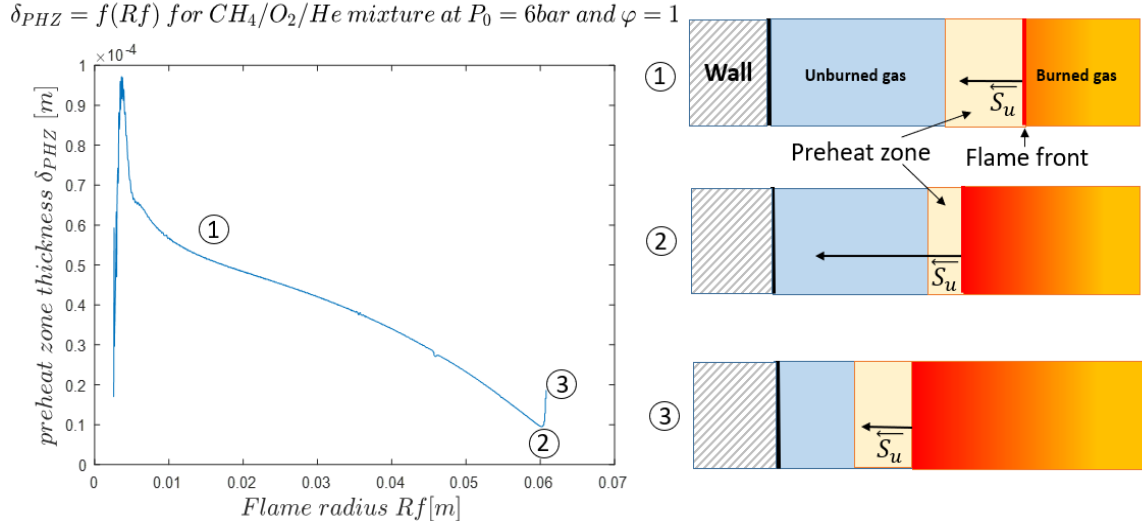 δ_PHZ = f(Rf) for CH₄/O₂/He mixture at P₀ = 6bar and φ = 1
×10⁻⁴
1
0.9
0.8
0.7
0.6
0.5
0.4
0.3
0.2
0.1
0
preheat zone thickness δ_PHZ [m]
①
②
③
0 0.01 0.02 0.03 0.04 0.05 0.06 0.07
Flame radius Rf[m]
①
Wall
Unburned gas
Burned gas
S_u
Preheat zone
Flame front
②
S_u
③
S_u